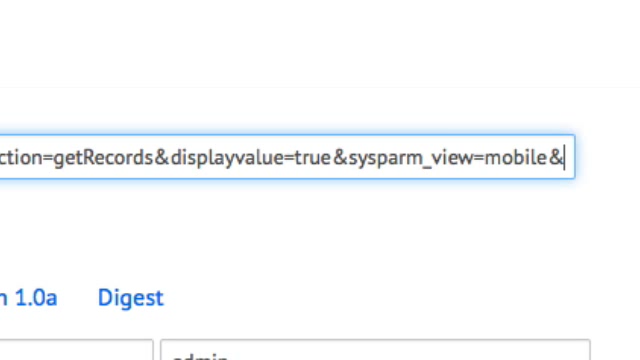 ction=getRecords&displayvalue=true&sysparm_view=mobile&
1.0a Digest
admin